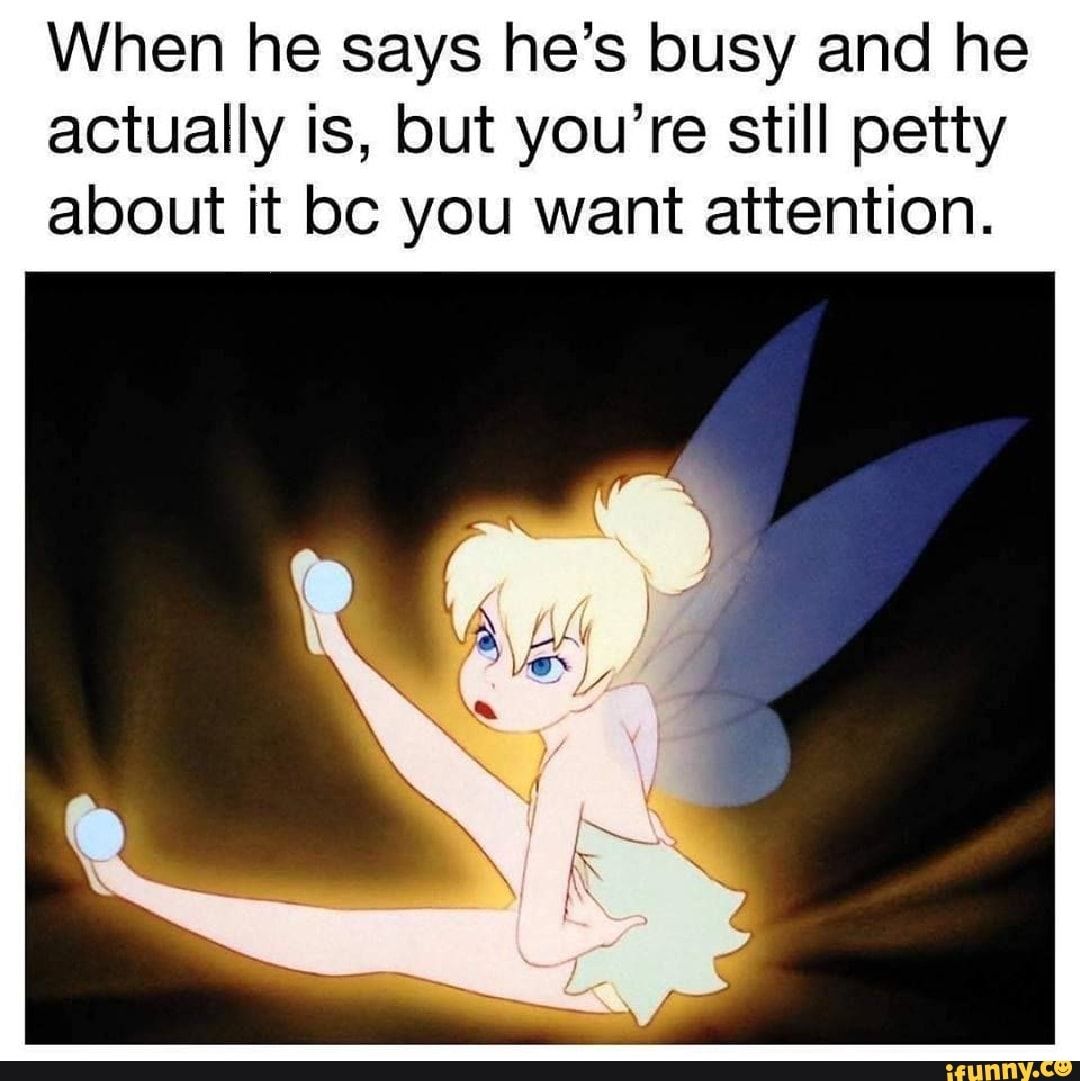 When he says he’s busy and he
actually is, but you’re still petty
about it bc you want attention.
ifunny.co